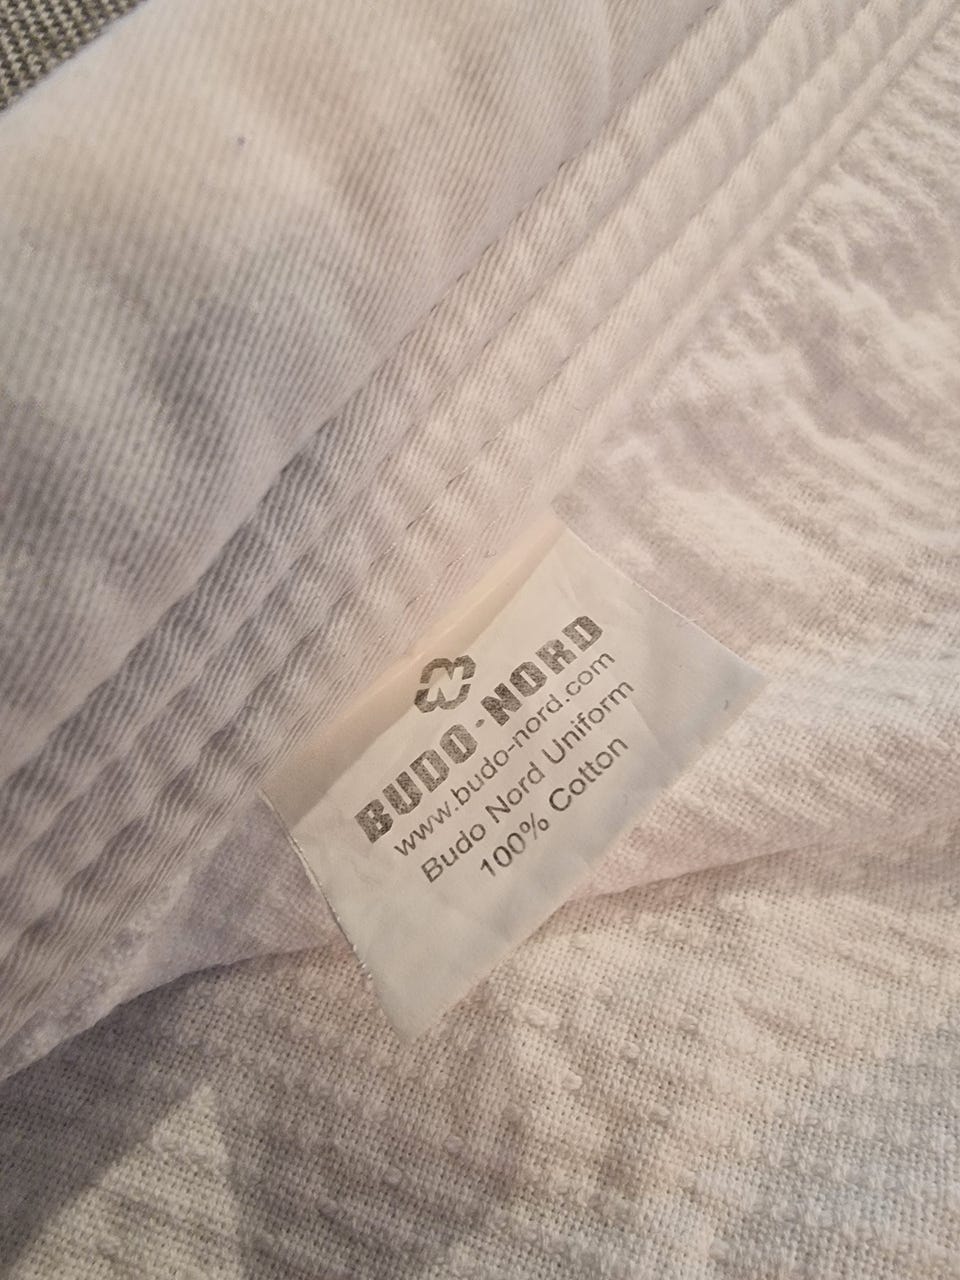 N
BUDO·NORD
www.budo-nord.com
Budo Nord Uniform
100% Cotton